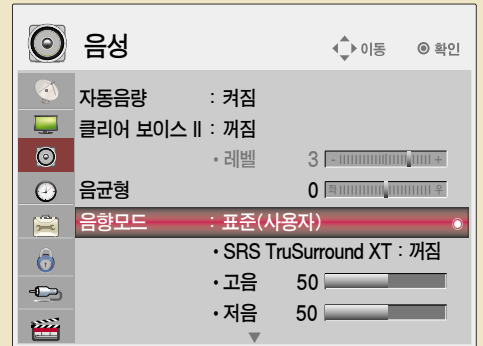 음성 이동 확인
자동음량 : 켜짐
클리어 보이스 II : 꺼짐
• 레벨 3 - +
음균형 0 좌 우
음향모드 : 표준(사용자)
• SRS TruSurround XT : 꺼짐
• 고음 50
• 저음 50